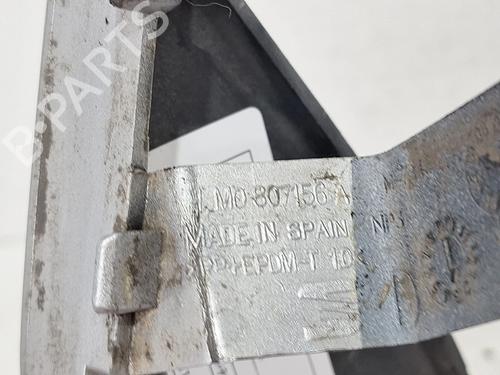 B-PARTS
1M0-807156-A
MADE IN SPAIN
>PP+EPDM-T 10<